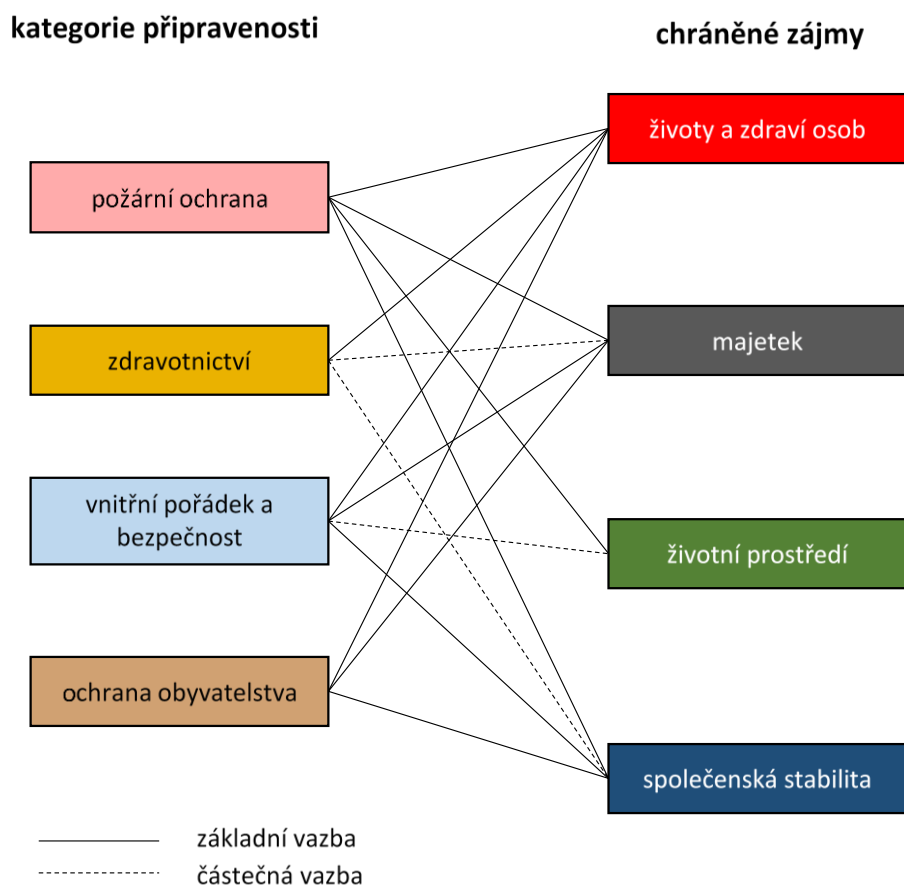 kategorie připravenosti
chráněné zájmy
životy a zdraví osob
požární ochrana
majetek
zdravotnictví
vnitřní pořádek a
bezpečnost
životní prostředí
ochrana obyvatelstva
společenská stabilita
základní vazba
částečná vazba